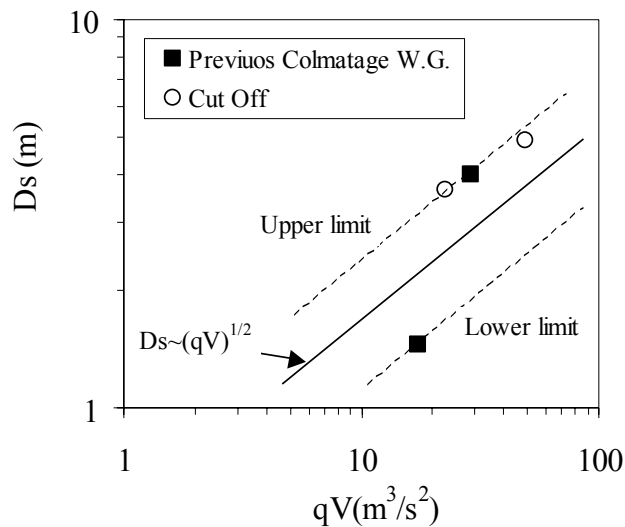 10
■ Previuos Colmatage W.G.
○ Cut Off
Ds (m)
Upper limit
Lower limit
Ds~(qV)^{1/2}
1
1
10
100
qV(m³/s²)